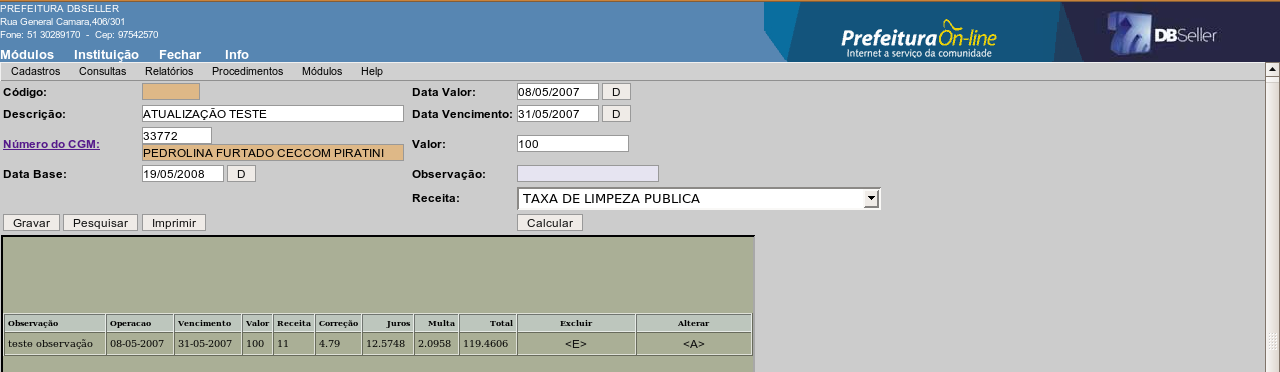 PREFEITURA DBSELLER
Rua General Camara,406/301
Fone: 51 30289170 - Cep: 97542570
Prefeitura On-line
Internet a serviço da comunidade
DBSeller
Módulos Instituição Fechar Info
Cadastros Consultas Relatórios Procedimentos Módulos Help
Código: Data Valor: 08/05/2007 D
Descrição: ATUALIZAÇÃO TESTE Data Vencimento: 31/05/2007 D
Número do CGM: 33772
PEDROLINA FURTADO CECCOM PIRATINI Valor: 100
Data Base: 19/05/2008 D Observação:
Receita: TAXA DE LIMPEZA PUBLICA
Gravar Pesquisar Imprimir Calcular
Observação Operacao Vencimento Valor Receita Correção Juros Multa Total Excluir Alterar
teste observação 08-05-2007 31-05-2007 100 11 4.79 12.5748 2.0958 119.4606 <E> <A>